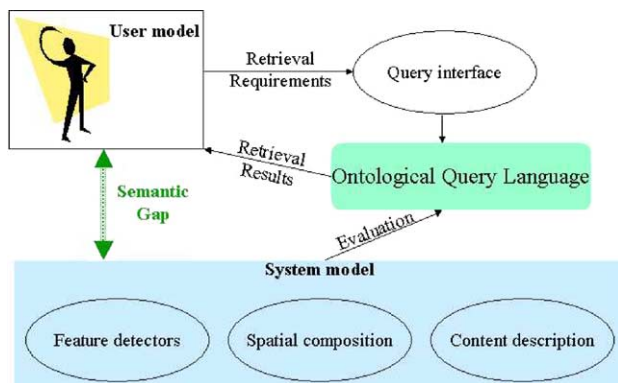 User model
Retrieval
Requirements
Query interface
Retrieval
Results
Ontological Query Language
Semantic
Gap
Evaluation
System model
Feature detectors
Spatial composition
Content description